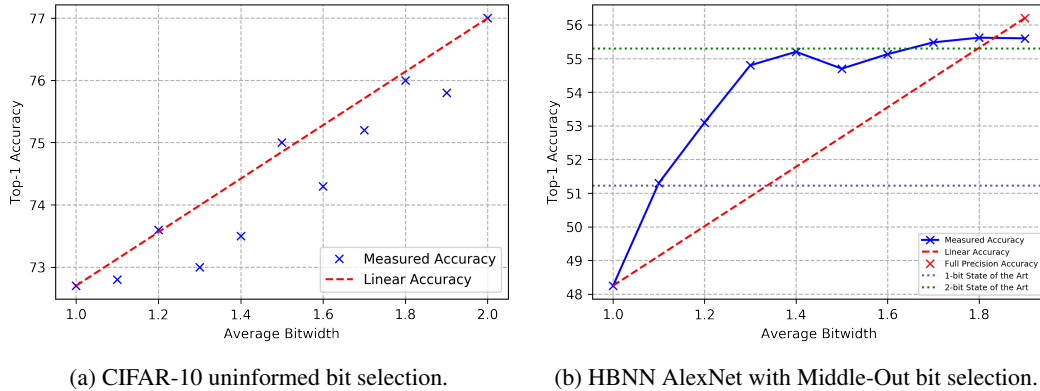 77
76
75
74
73
Top-1 Accuracy
Measured Accuracy
Linear Accuracy
1.0 1.2 1.4 1.6 1.8 2.0
Average Bitwidth
(a) CIFAR-10 uninformed bit selection.
56
55
54
53
52
51
50
49
48
Top-1 Accuracy
Measured Accuracy
Linear Accuracy
Full Precision Accuracy
1-bit State of the Art
2-bit State of the Art
1.0 1.2 1.4 1.6 1.8
Average Bitwidth
(b) HBNN AlexNet with Middle-Out bit selection.